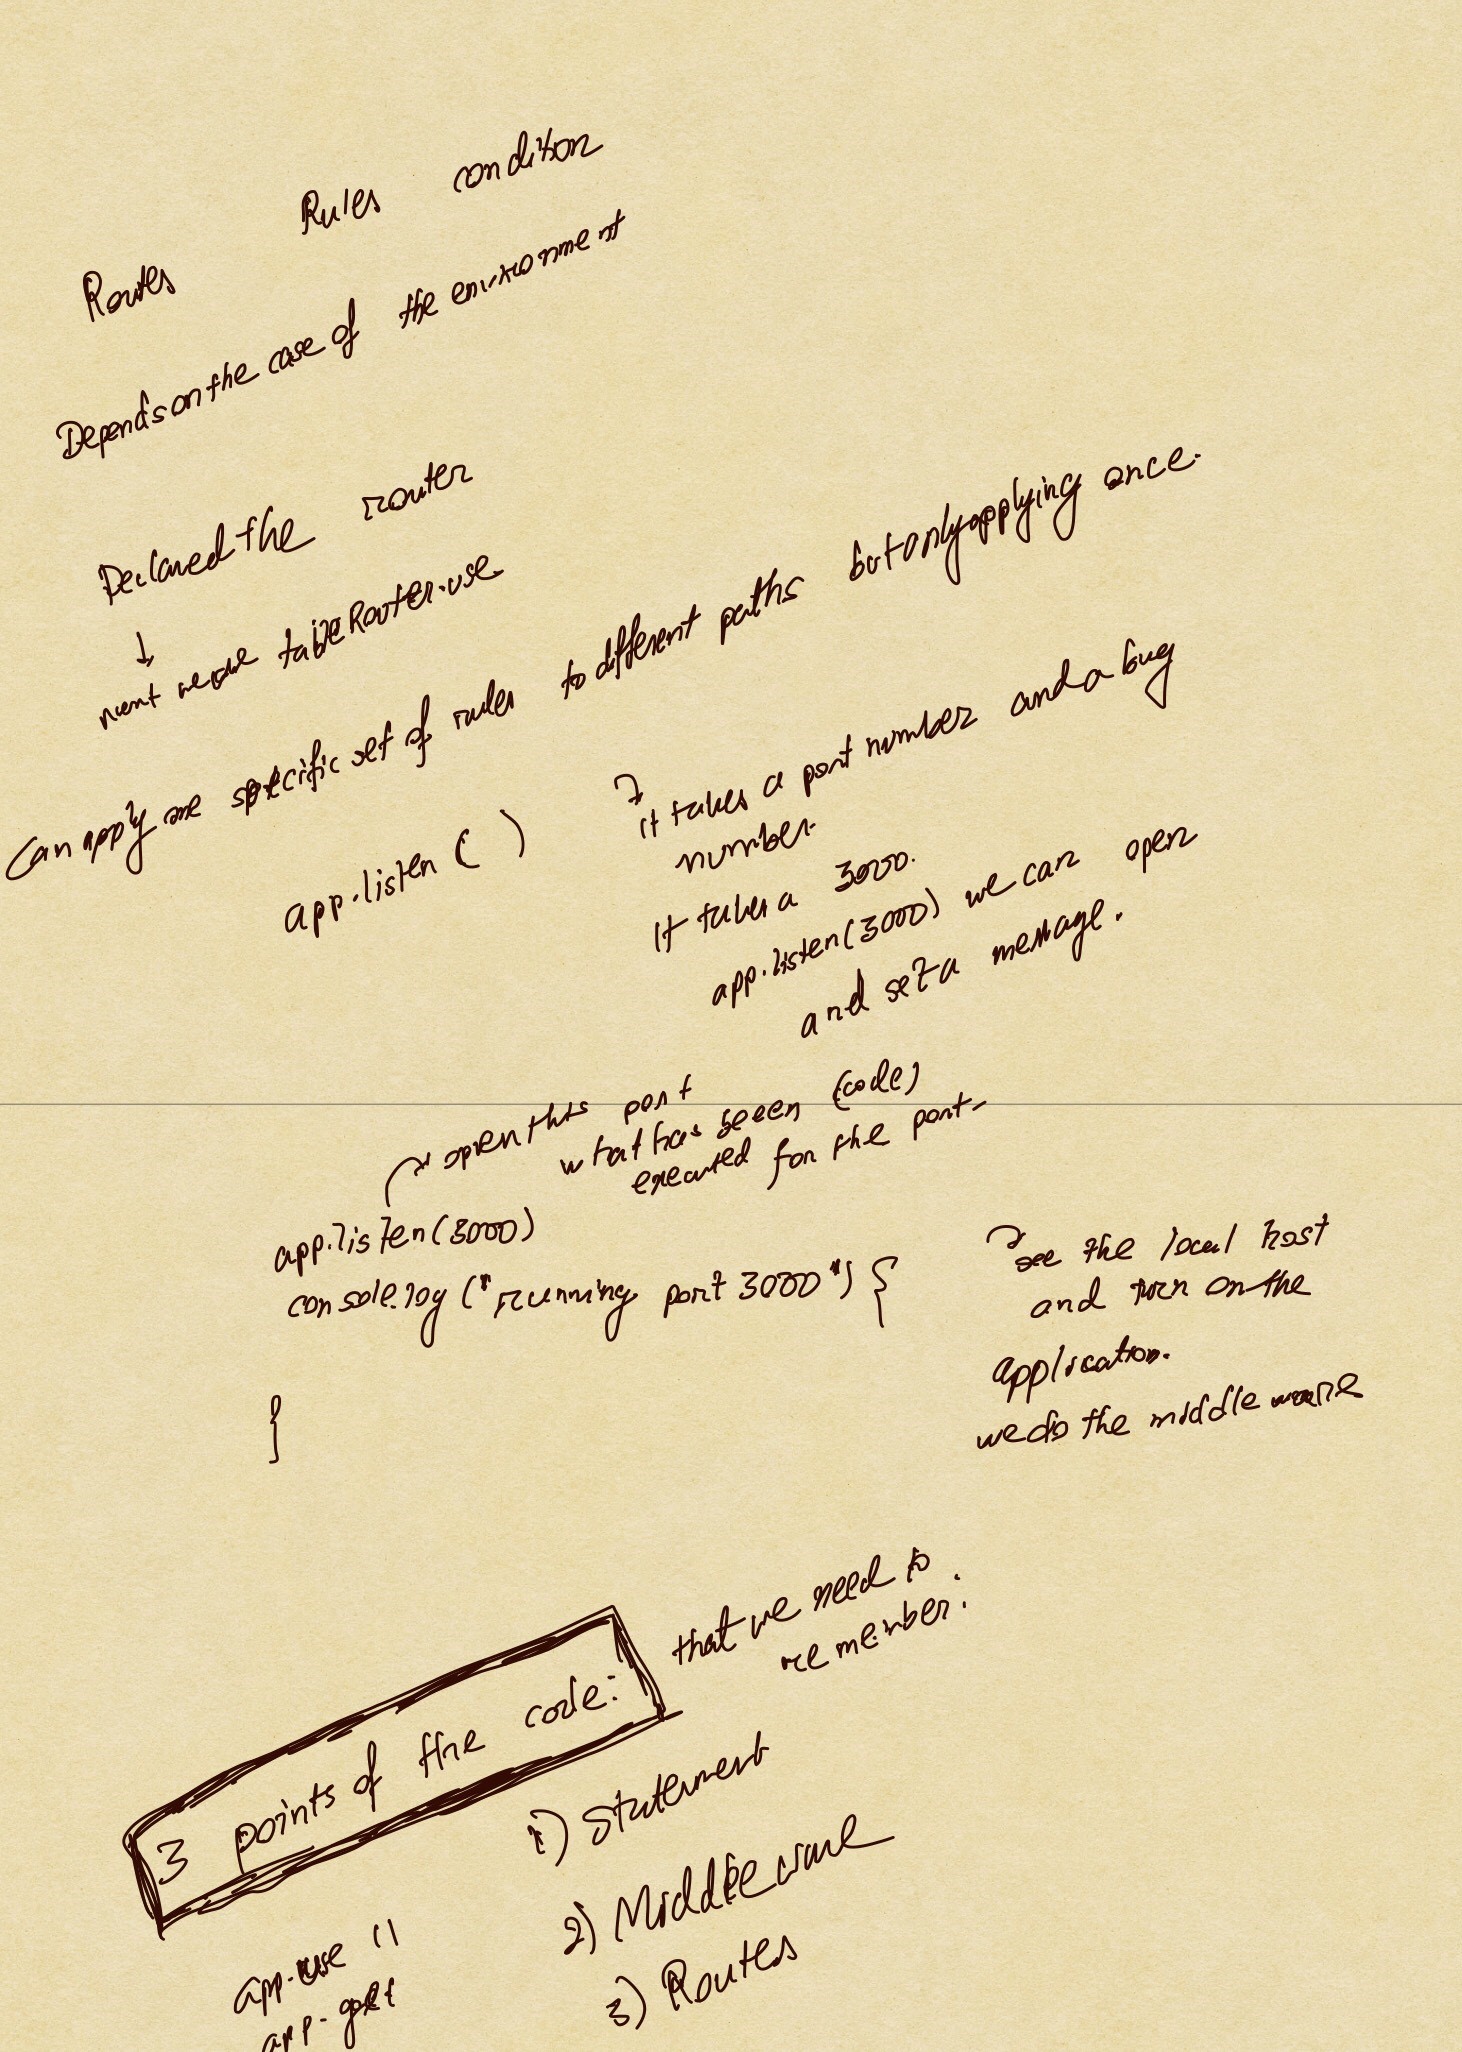 Routes Rules condition
Depends on the case of the environment
Declared the router
↓
next we use table Router.use
Can apply one specific set of rules to different paths but only applying once.
app.listen ( )
it takes a port number and a bug
number.
It takes a 3000.
app.listen(3000) we can open
and set a message.
open this port
what has been (code)
executed for the port-
app.listen(3000)
console.log ("running port 3000") {
}
see the local host
and turn on the
application.
we do the middle ware
3 points of the code:
that we need to
remember:
1) Statement
2) Middleware
3) Routes
app.use ()
app.get